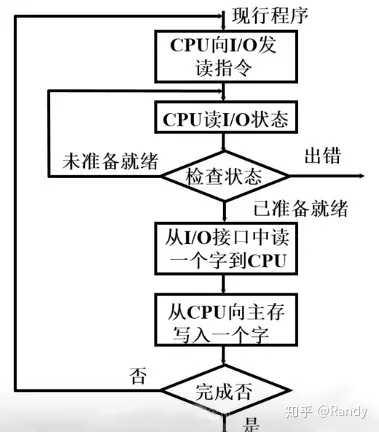 现行程序
CPU向I/O发
读指令
CPU读I/O状态
未准备就绪
检查状态
出错
已准备就绪
从I/O接口中读
一个字到CPU
从CPU向主存
写入一个字
否
完成否
是
知乎 @Randy